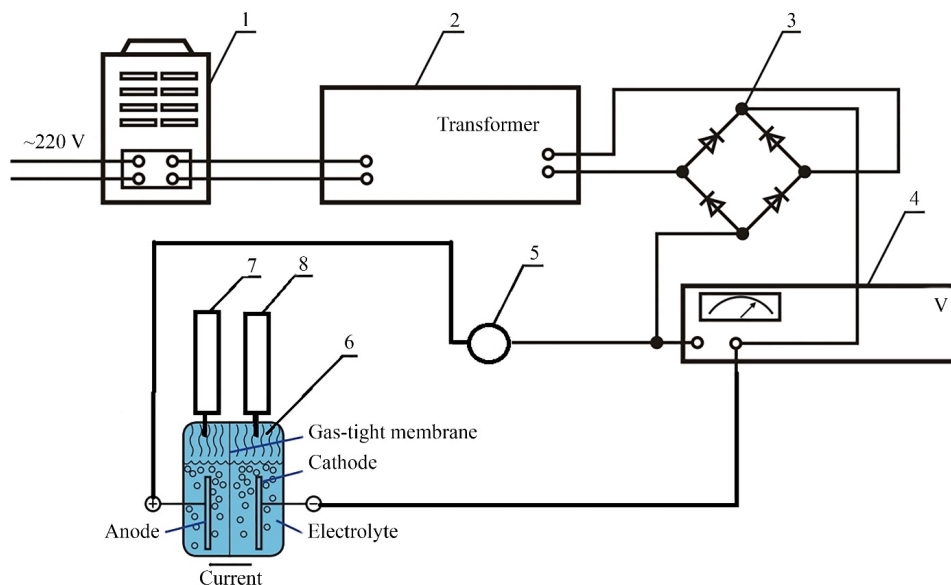 1
2
3
~220 V
Transformer
4
5
7
8
V
6
Gas-tight membrane
Cathode
+
−
Anode
Electrolyte
Current